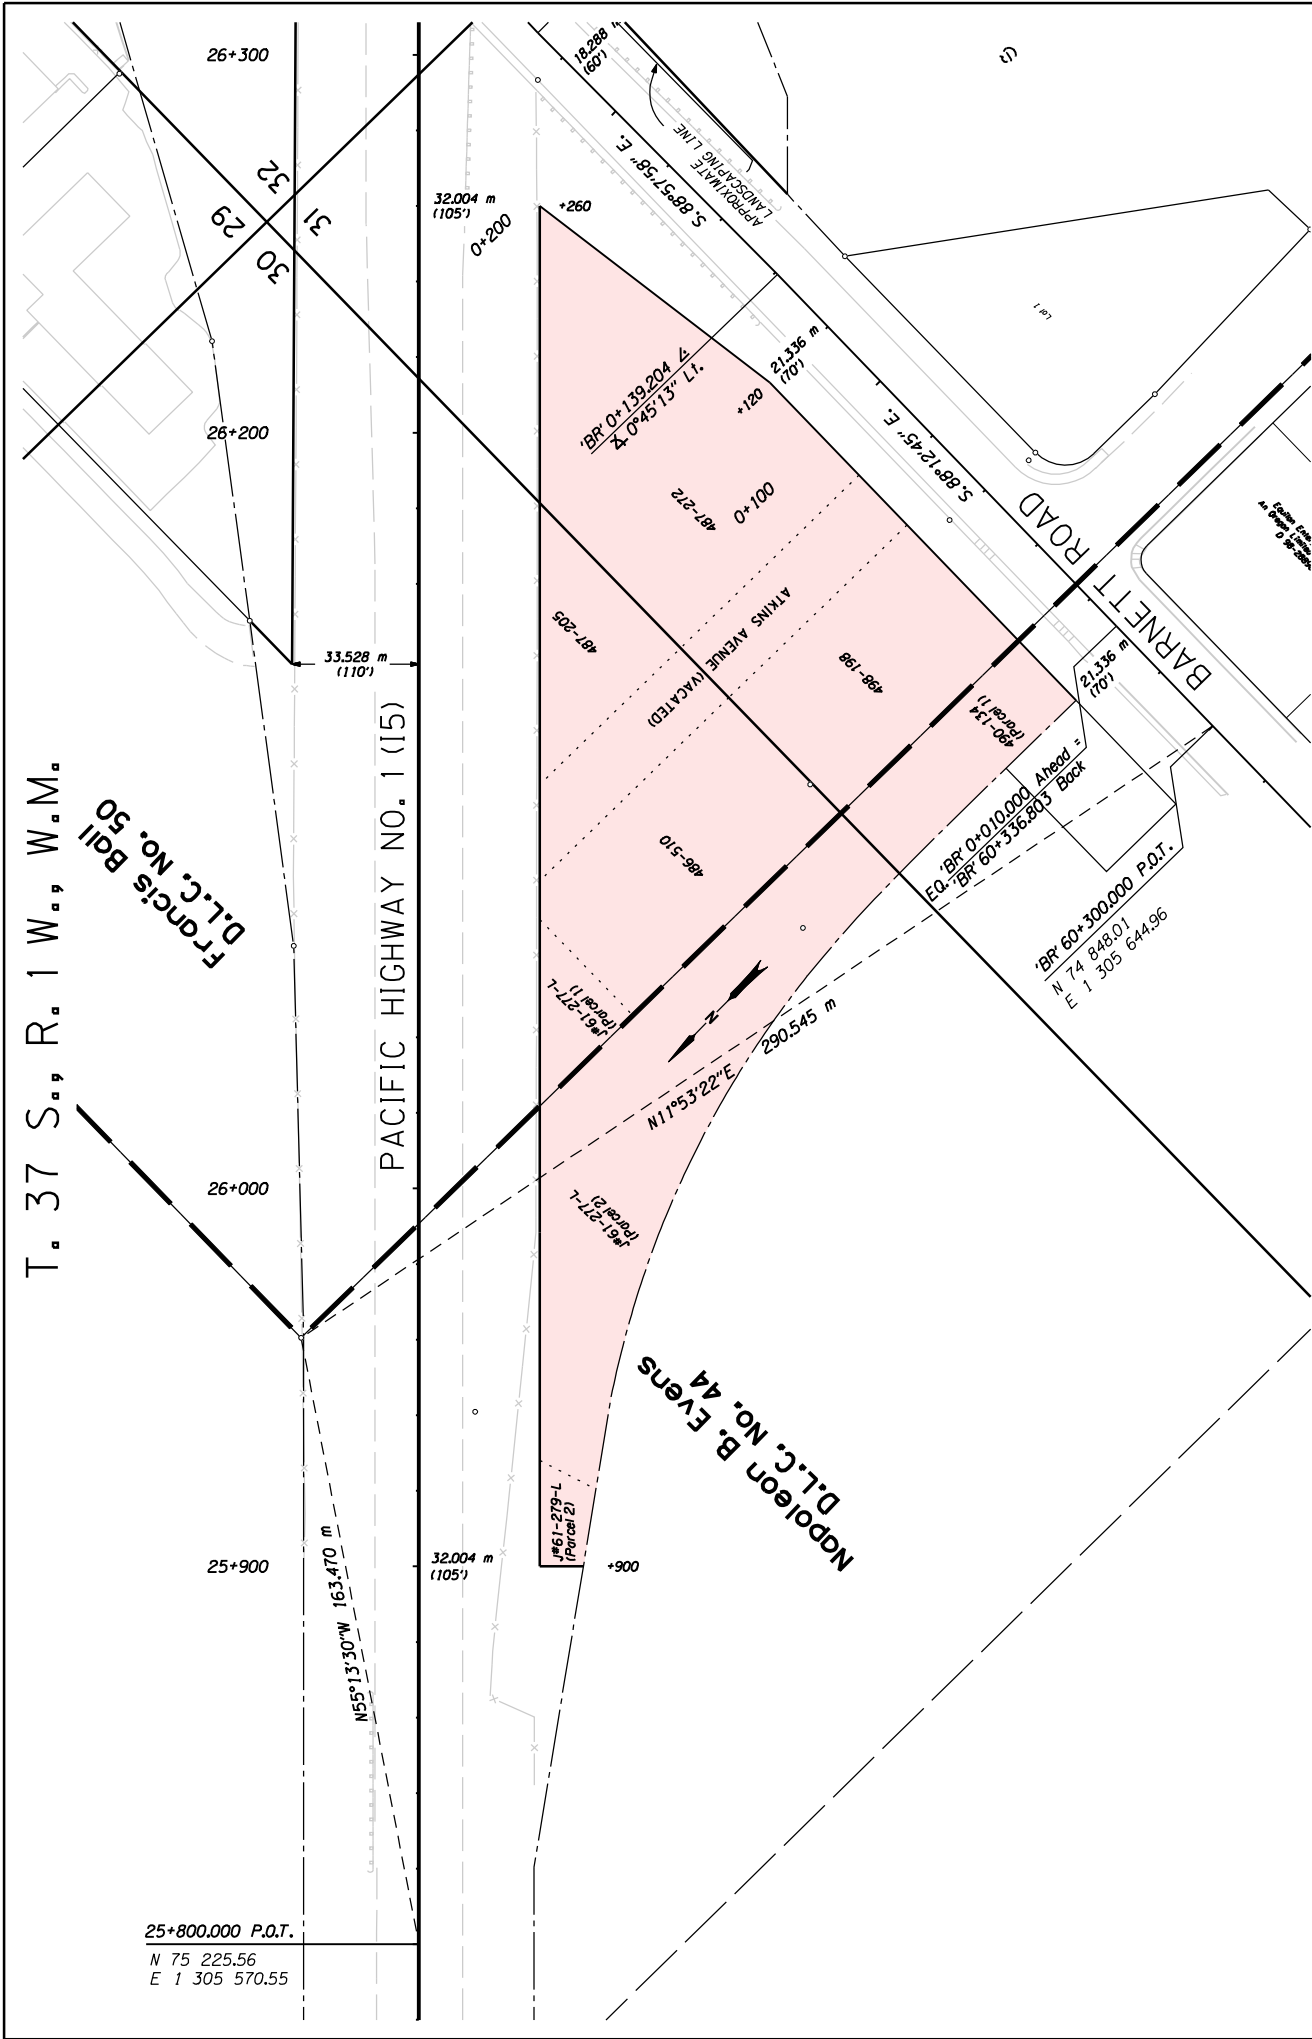 26+300
18.288
(60')
APPROXIMATE
LANDSCAPING LINE
S.88°57'58" E.
32
29
31
30
32.004 m
(105')
0+200
+260
Lot 1
'BR' 0+139.204
0°45'13" Lt.
21.336 m
(70')
+120
26+200
S.88°12'45" E.
487-272
0+100
BARNETT ROAD
ATKINS AVENUE (VACATED)
487-205
498-198
33.528 m
(110')
490-134
(Parcel 1)
21.336 m
(70')
T. 37 S., R. 1 W., W.M.
PACIFIC HIGHWAY NO. 1 (I5)
Francis Ball
D.L.C. No. 50
486-510
EQ. 'BR' 0+010.000 Ahead =
'BR' 60+336.803 Back
'BR' 60+300.000 P.O.T.
N 74 848.01
E 1 305 644.96
J#61-277-L
(Parcel 1)
N
N11°53'22"E 290.545 m
26+000
J#61-277-L
(Parcel 2)
Napoleon B. Evens
D.L.C. No. 44
J#61-279-L
(Parcel 2)
25+900
32.004 m
(105')
+900
N55°13'30"W 163.470 m
25+800.000 P.O.T.
N 75 225.56
E 1 305 570.55